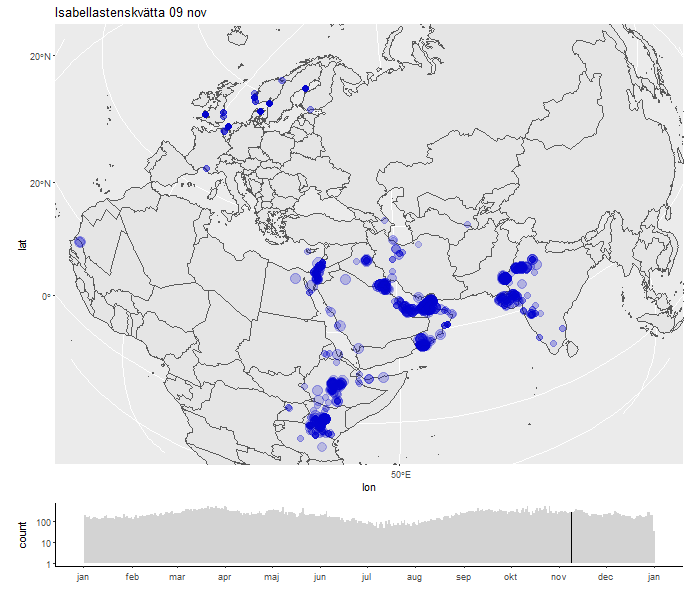 Isabellastenskvätta 09 nov
20°N
20°N
0°
lat
50°E
lon
count
100
10
1
jan feb mar apr maj jun jul aug sep okt nov dec jan